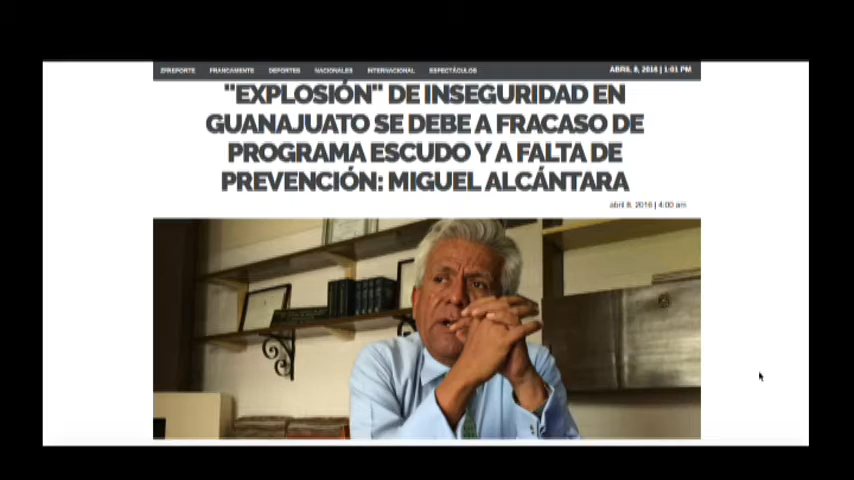 ZFREPORTE FRANCAMENTE DEPORTES NACIONALES INTERNACIONAL ESPECTÁCULOS ABRIL 8, 2016 | 1:01 PM
"EXPLOSIÓN" DE INSEGURIDAD EN
GUANAJUATO SE DEBE A FRACASO DE
PROGRAMA ESCUDO Y A FALTA DE
PREVENCIÓN: MIGUEL ALCÁNTARA
abril 8, 2016 | 4:00 am